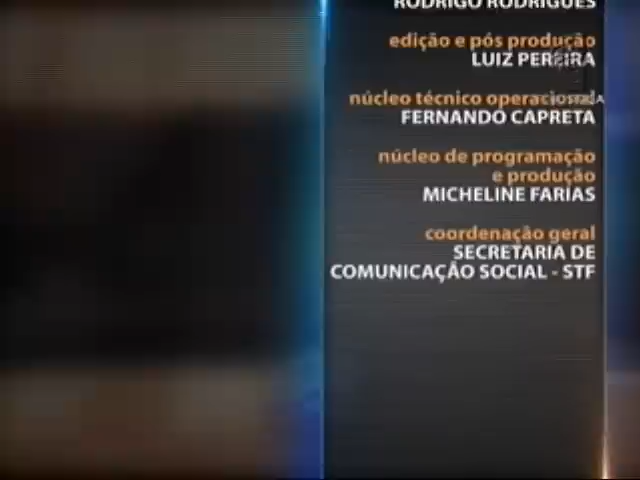 RODRIGO RODRIGUES
edição e pós produção
LUIZ PEREIRA
núcleo técnico operacional
FERNANDO CAPRETA
núcleo de programação
e produção
MICHELINE FARIAS
coordenação geral
SECRETARIA DE
COMUNICAÇÃO SOCIAL - STF